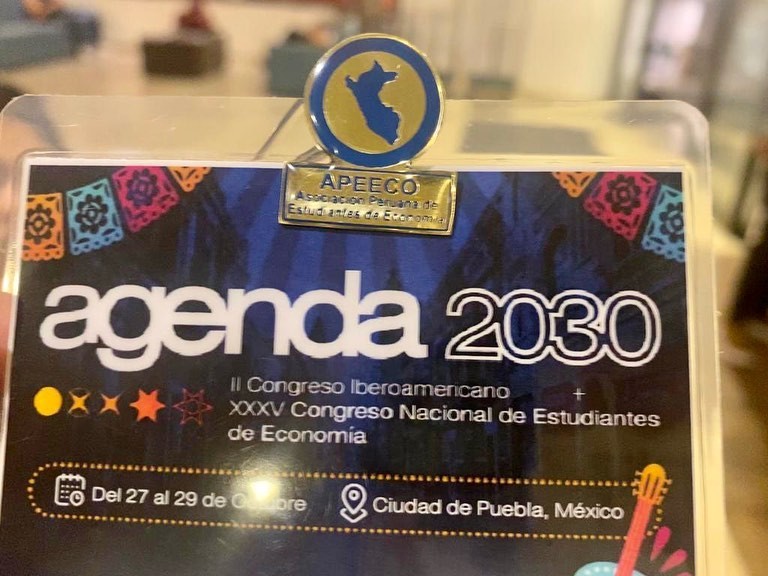 APEECO
Asociación Peruana de
Estudiantes de Economía
agenda 2030
II Congreso Iberoamericano +
XXXV Congreso Nacional de Estudiantes
de Economía
Del 27 al 29 de Octubre
Ciudad de Puebla, México